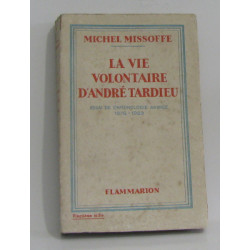 MICHEL MISSOFFE
LA VIE
VOLONTAIRE
D'ANDRÉ TARDIEU
FLAMMARION